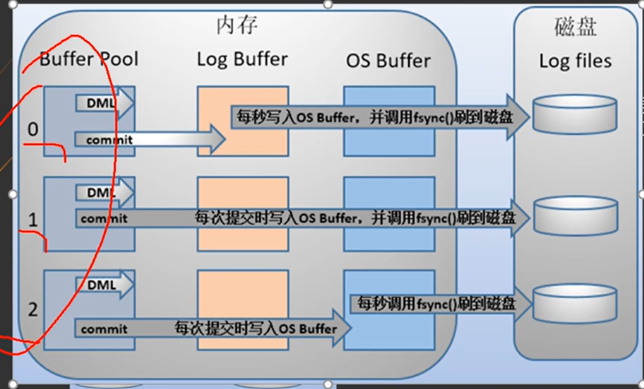 内存
磁盘
Buffer Pool
Log Buffer
OS Buffer
Log files
0
DML
commit
每秒写入OS Buffer，并调用fsync()刷到磁盘
1
DML
commit
每次提交时写入OS Buffer，并调用fsync()刷到磁盘
2
DML
commit
每次提交时写入OS Buffer
每秒调用fsync()刷到磁盘